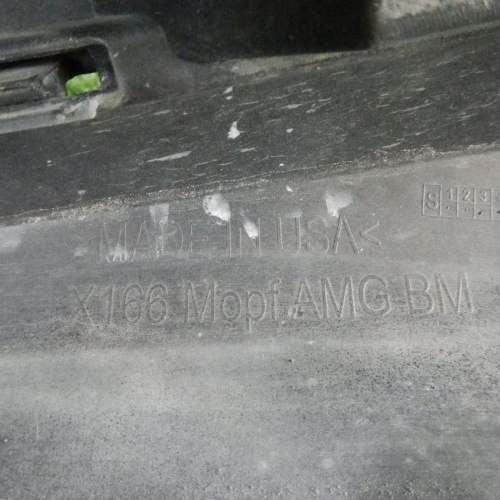 S 1 2 3
>MADE IN USA<
X166 Mopf AMG BM